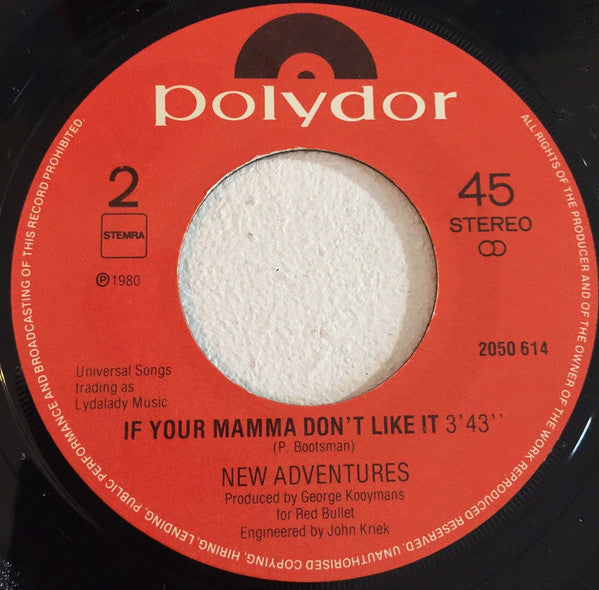 polydor
2
45
STEMRA
STEREO
℗ 1980
2050 614
Universal Songs
trading as
Lydalady Music
IF YOUR MAMMA DON'T LIKE IT 3'43''
(P. Bootsman)
NEW ADVENTURES
Produced by George Kooymans
for Red Bullet
Engineered by John Kriek
ALL RIGHTS OF THE PRODUCER AND OF THE OWNER OF THE WORK REPRODUCED RESERVED. UNAUTHORISED COPYING, HIRING, LENDING, PUBLIC PERFORMANCE AND BROADCASTING OF THIS RECORD PROHIBITED.